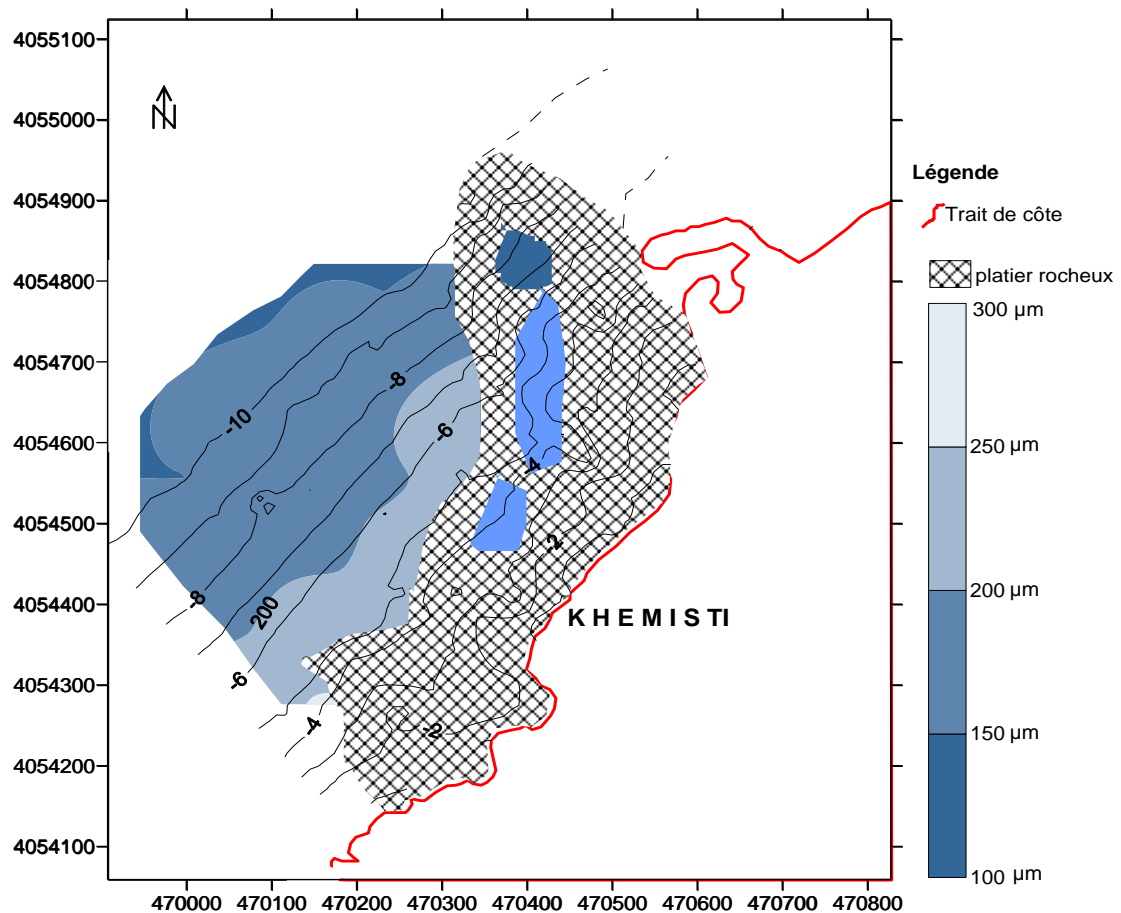 4055100
4055000
4054900
4054800
4054700
4054600
4054500
4054400
4054300
4054200
4054100
N
-10
-8
-6
-4
-2
-8
200
-6
-4
-2
KHEMISTI
470000 470100 470200 470300 470400 470500 470600 470700 470800
Légende
Trait de côte
platier rocheux
300 µm
250 µm
200 µm
150 µm
100 µm